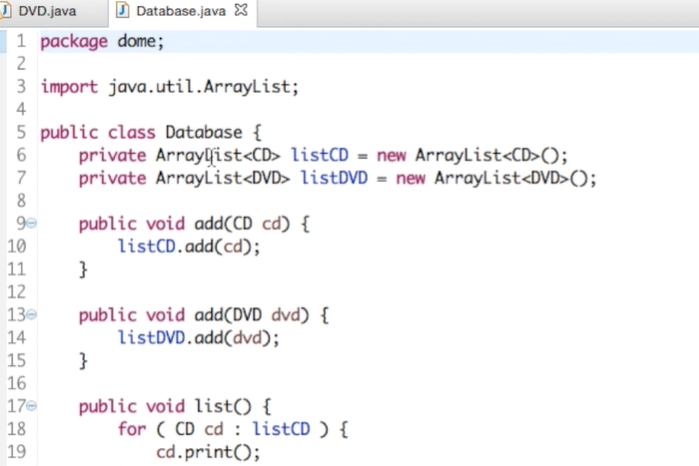 DVD.java
Database.java
1 package dome;
2
3 import java.util.ArrayList;
4
5 public class Database {
6 private ArrayList<CD> listCD = new ArrayList<CD>();
7 private ArrayList<DVD> listDVD = new ArrayList<DVD>();
8
9 public void add(CD cd) {
10 listCD.add(cd);
11 }
12
13 public void add(DVD dvd) {
14 listDVD.add(dvd);
15 }
16
17 public void list() {
18 for ( CD cd : listCD ) {
19 cd.print();